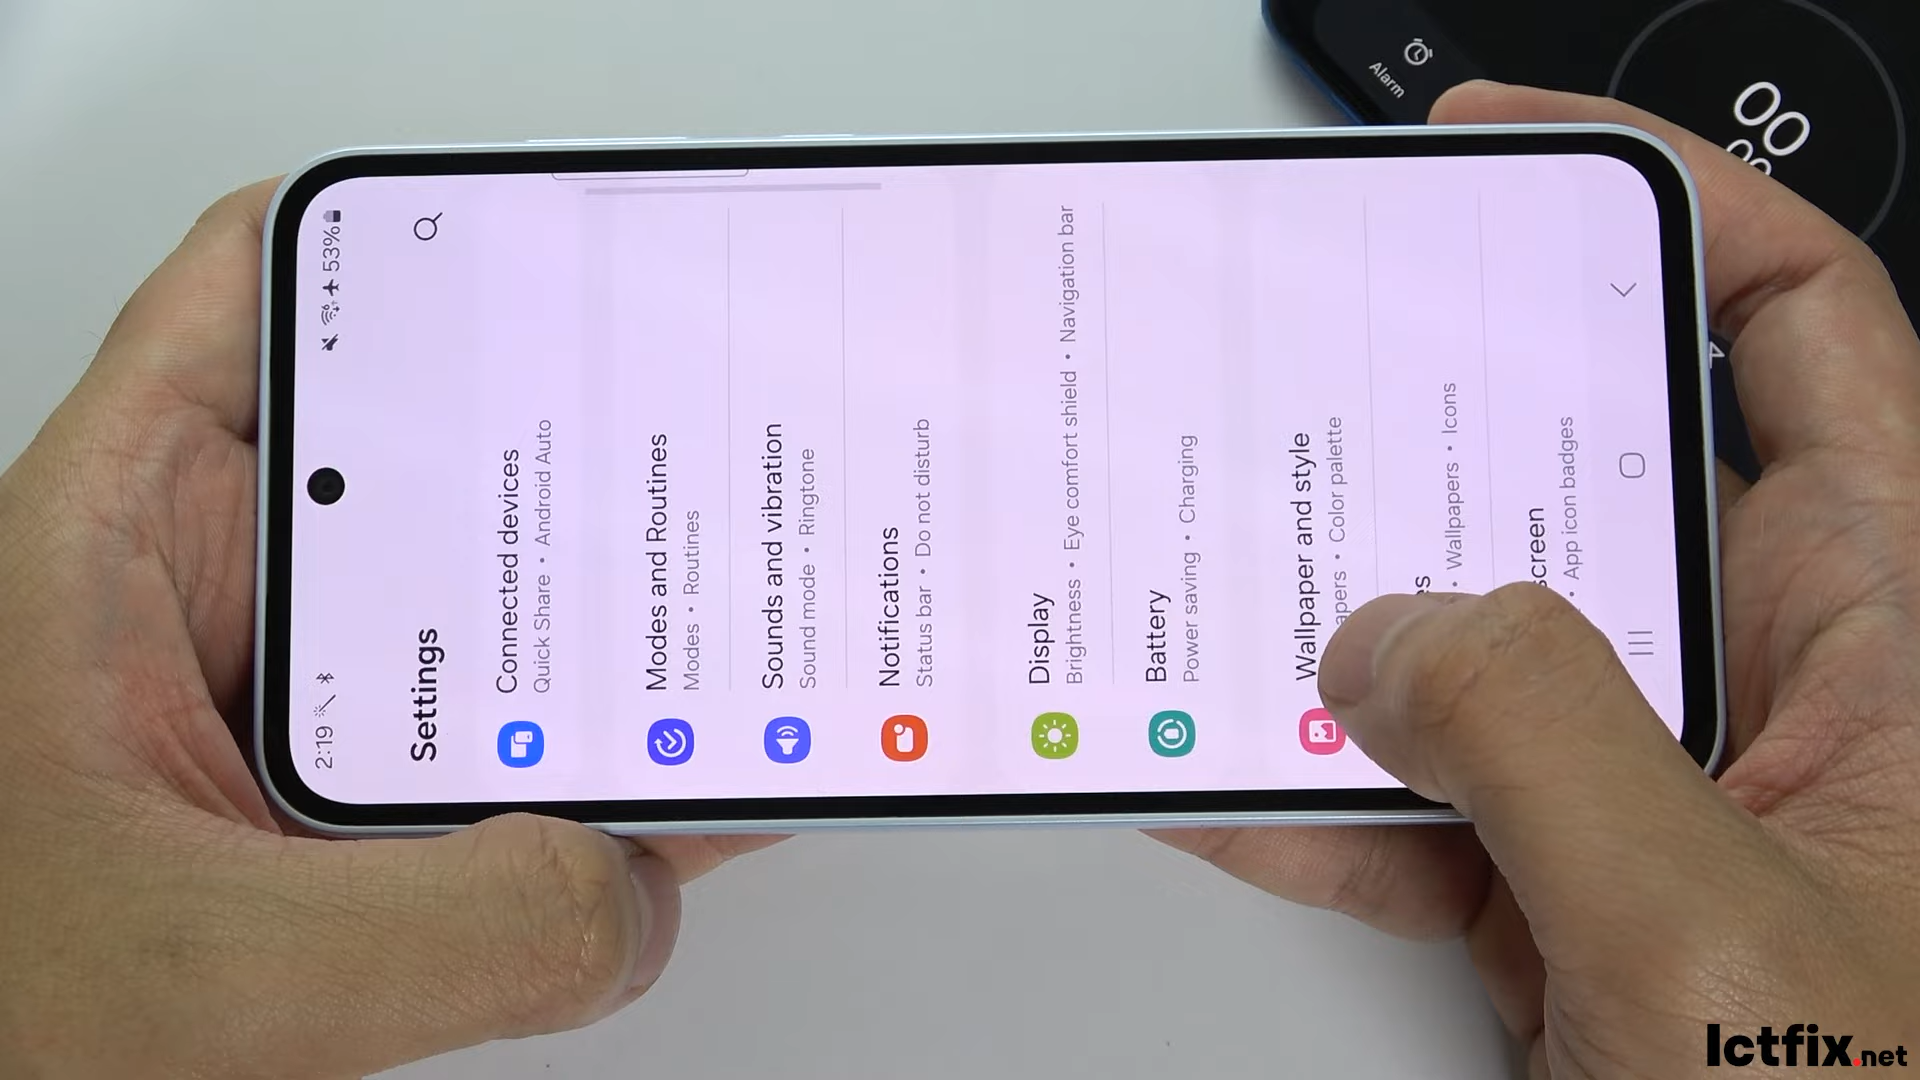 2:19
53%
Settings
Connected devices
Quick Share • Android Auto
Modes and Routines
Modes • Routines
Sounds and vibration
Sound mode • Ringtone
Notifications
Status bar • Do not disturb
Display
Brightness • Eye comfort shield • Navigation bar
Battery
Power saving • Charging
Wallpaper and style
apers • Color palette
es
• Wallpapers • Icons
screen
• App icon badges
Alarm
00
Ictfix.net